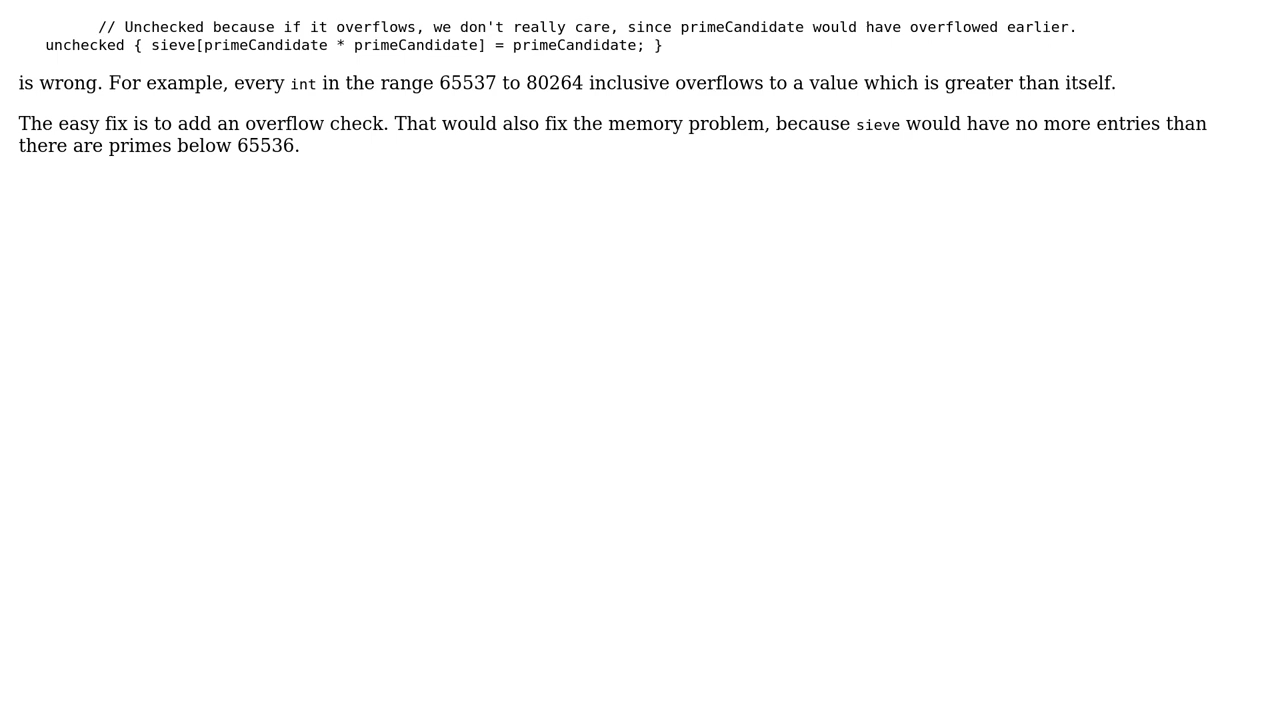 // Unchecked because if it overflows, we don't really care, since primeCandidate would have overflowed earlier.
unchecked { sieve[primeCandidate * primeCandidate] = primeCandidate; }
is wrong. For example, every int in the range 65537 to 80264 inclusive overflows to a value which is greater than itself.
The easy fix is to add an overflow check. That would also fix the memory problem, because sieve would have no more entries than
there are primes below 65536.